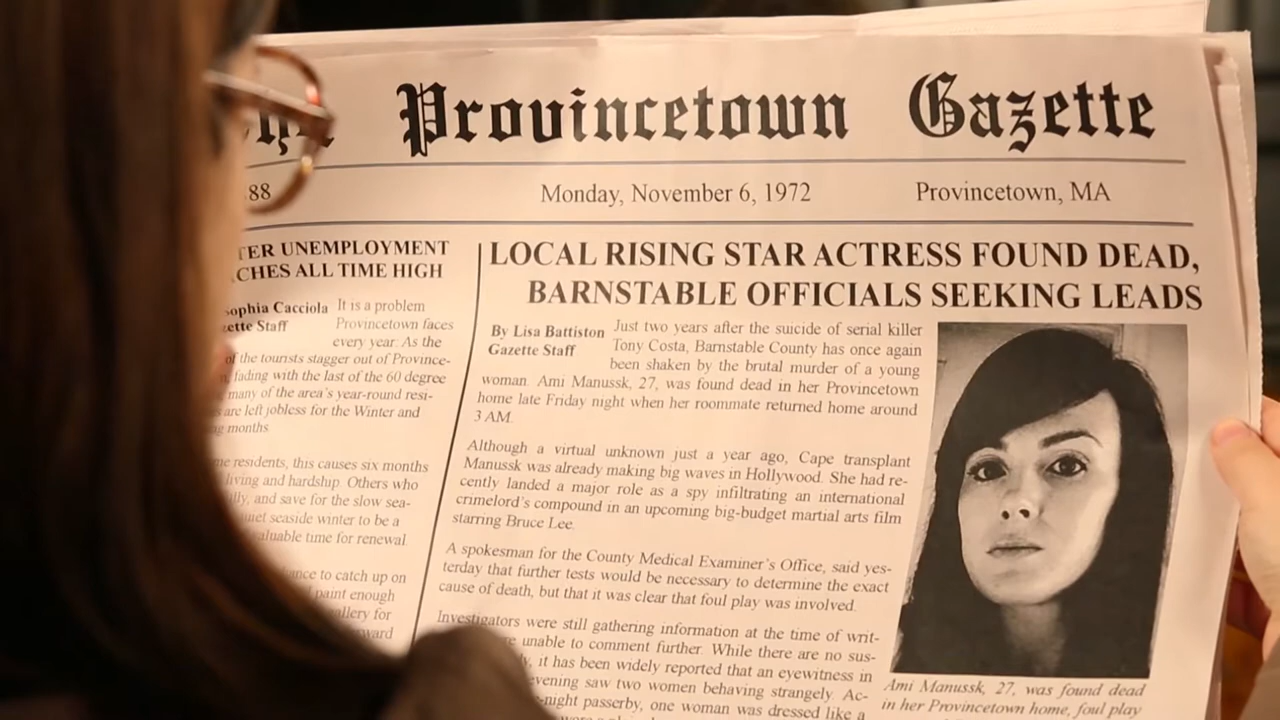 Provincetown Gazette
88
Monday, November 6, 1972
Provincetown, MA
TER UNEMPLOYMENT
CHES ALL TIME HIGH
Sophia Cacciola
Gazette Staff
It is a problem
Provincetown faces
every year. As the
of the tourists stagger out of Province-
fading with the last of the 60 degree
many of the area's year-round resi-
are left jobless for the Winter and
months.
residents, this causes six months
living and hardship. Others who
and save for the slow sea-
quiet seaside winter to be a
valuable time for renewal.
to catch up on
paint enough
gallery for
LOCAL RISING STAR ACTRESS FOUND DEAD,
BARNSTABLE OFFICIALS SEEKING LEADS
By Lisa Battiston
Gazette Staff
Just two years after the suicide of serial killer
Tony Costa, Barnstable County has once again
been shaken by the brutal murder of a young
woman. Ami Manussk, 27, was found dead in her Provincetown
home late Friday night when her roommate returned home around
3 AM.
Although a virtual unknown just a year ago, Cape transplant
Manussk was already making big waves in Hollywood. She had re-
cently landed a major role as a spy infiltrating an international
crimelord's compound in an upcoming big-budget martial arts film
starring Bruce Lee.
A spokesman for the County Medical Examiner's Office, said yes-
terday that further tests would be necessary to determine the exact
cause of death, but that it was clear that foul play was involved.
Investigators were still gathering information at the time of writ-
unable to comment further. While there are no sus-
it has been widely reported that an eyewitness in
evening saw two women behaving strangely. Ac-
night passerby, one woman was dressed like a
Ami Manussk, 27, was found dead
in her Provincetown home, foul play